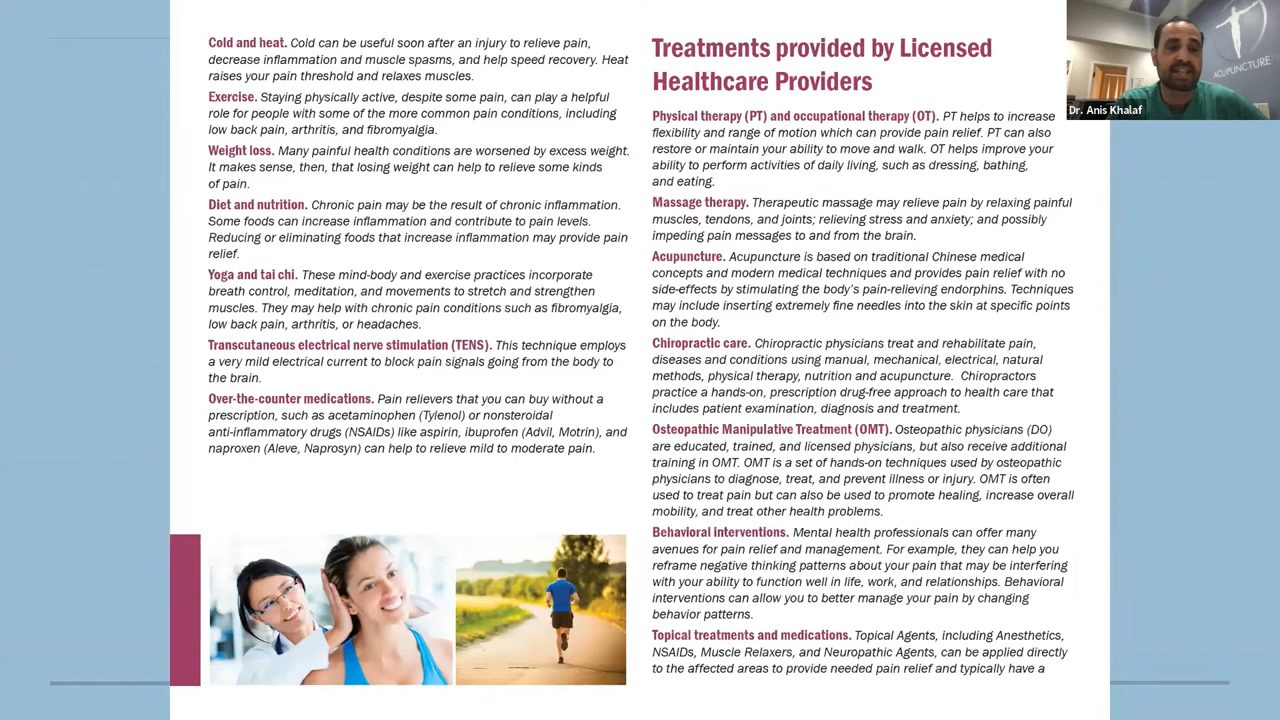 Cold and heat. Cold can be useful soon after an injury to relieve pain,
decrease inflammation and muscle spasms, and help speed recovery. Heat
raises your pain threshold and relaxes muscles.
Exercise. Staying physically active, despite some pain, can play a helpful
role for people with some of the more common pain conditions, including
low back pain, arthritis, and fibromyalgia.
Weight loss. Many painful health conditions are worsened by excess weight.
It makes sense, then, that losing weight can help to relieve some kinds
of pain.
Diet and nutrition. Chronic pain may be the result of chronic inflammation.
Some foods can increase inflammation and contribute to pain levels.
Reducing or eliminating foods that increase inflammation may provide pain
relief.
Yoga and tai chi. These mind-body and exercise practices incorporate
breath control, meditation, and movements to stretch and strengthen
muscles. They may help with chronic pain conditions such as fibromyalgia,
low back pain, arthritis, or headaches.
Transcutaneous electrical nerve stimulation (TENS). This technique employs
a very mild electrical current to block pain signals going from the body to
the brain.
Over-the-counter medications. Pain relievers that you can buy without a
prescription, such as acetaminophen (Tylenol) or nonsteroidal
anti-inflammatory drugs (NSAIDs) like aspirin, ibuprofen (Advil, Motrin), and
naproxen (Aleve, Naprosyn) can help to relieve mild to moderate pain.
Treatments provided by Licensed
Healthcare Providers
Physical therapy (PT) and occupational therapy (OT). PT helps to increase
flexibility and range of motion which can provide pain relief. PT can also
restore or maintain your ability to move and walk. OT helps improve your
ability to perform activities of daily living, such as dressing, bathing,
and eating.
Massage therapy. Therapeutic massage may relieve pain by relaxing painful
muscles, tendons, and joints; relieving stress and anxiety; and possibly
impeding pain messages to and from the brain.
Acupuncture. Acupuncture is based on traditional Chinese medical
concepts and modern medical techniques and provides pain relief with no
side-effects by stimulating the body's pain-relieving endorphins. Techniques
may include inserting extremely fine needles into the skin at specific points
on the body.
Chiropractic care. Chiropractic physicians treat and rehabilitate pain,
diseases and conditions using manual, mechanical, electrical, natural
methods, physical therapy, nutrition and acupuncture. Chiropractors
practice a hands-on, prescription drug-free approach to health care that
includes patient examination, diagnosis and treatment.
Osteopathic Manipulative Treatment (OMT). Osteopathic physicians (DO)
are educated, trained, and licensed physicians, but also receive additional
training in OMT. OMT is a set of hands-on techniques used by osteopathic
physicians to diagnose, treat, and prevent illness or injury. OMT is often
used to treat pain but can also be used to promote healing, increase overall
mobility, and treat other health problems.
Behavioral interventions. Mental health professionals can offer many
avenues for pain relief and management. For example, they can help you
reframe negative thinking patterns about your pain that may be interfering
with your ability to function well in life, work, and relationships. Behavioral
interventions can allow you to better manage your pain by changing
behavior patterns.
Topical treatments and medications. Topical Agents, including Anesthetics,
NSAIDs, Muscle Relaxers, and Neuropathic Agents, can be applied directly
to the affected areas to provide needed pain relief and typically have a
ACUPUNCTURE
Dr. Anis Khalaf